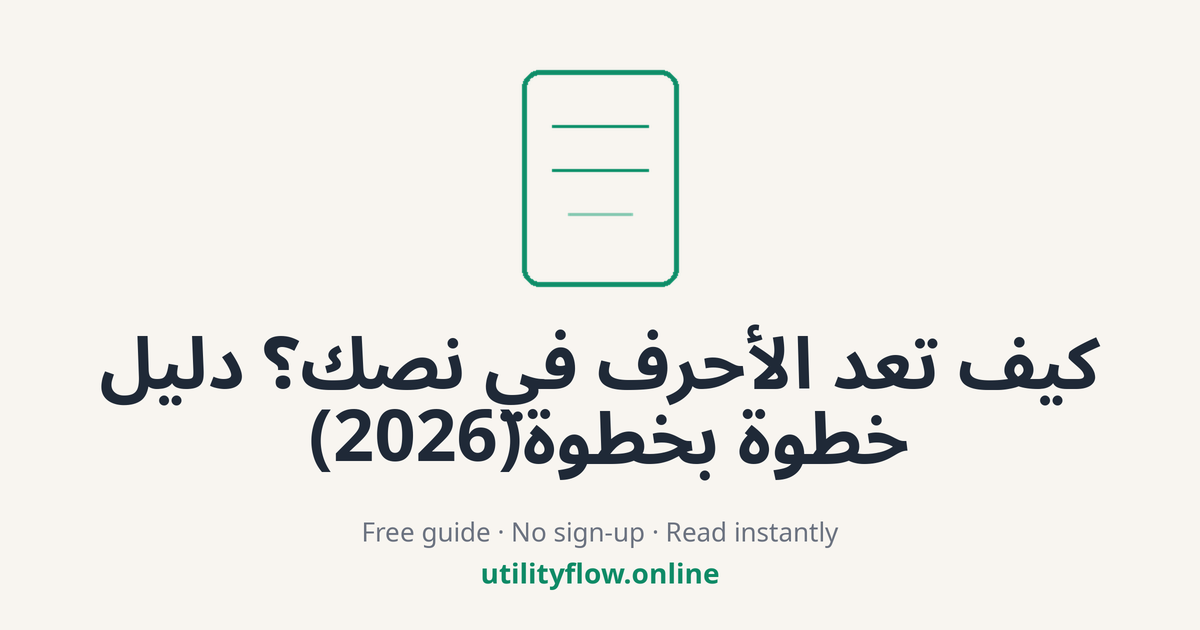 كيف تعد الأحرف في نصك؟ دليل
خطوة بخطوة(2026)
Free guide · No sign-up · Read instantly
utilityflow.online